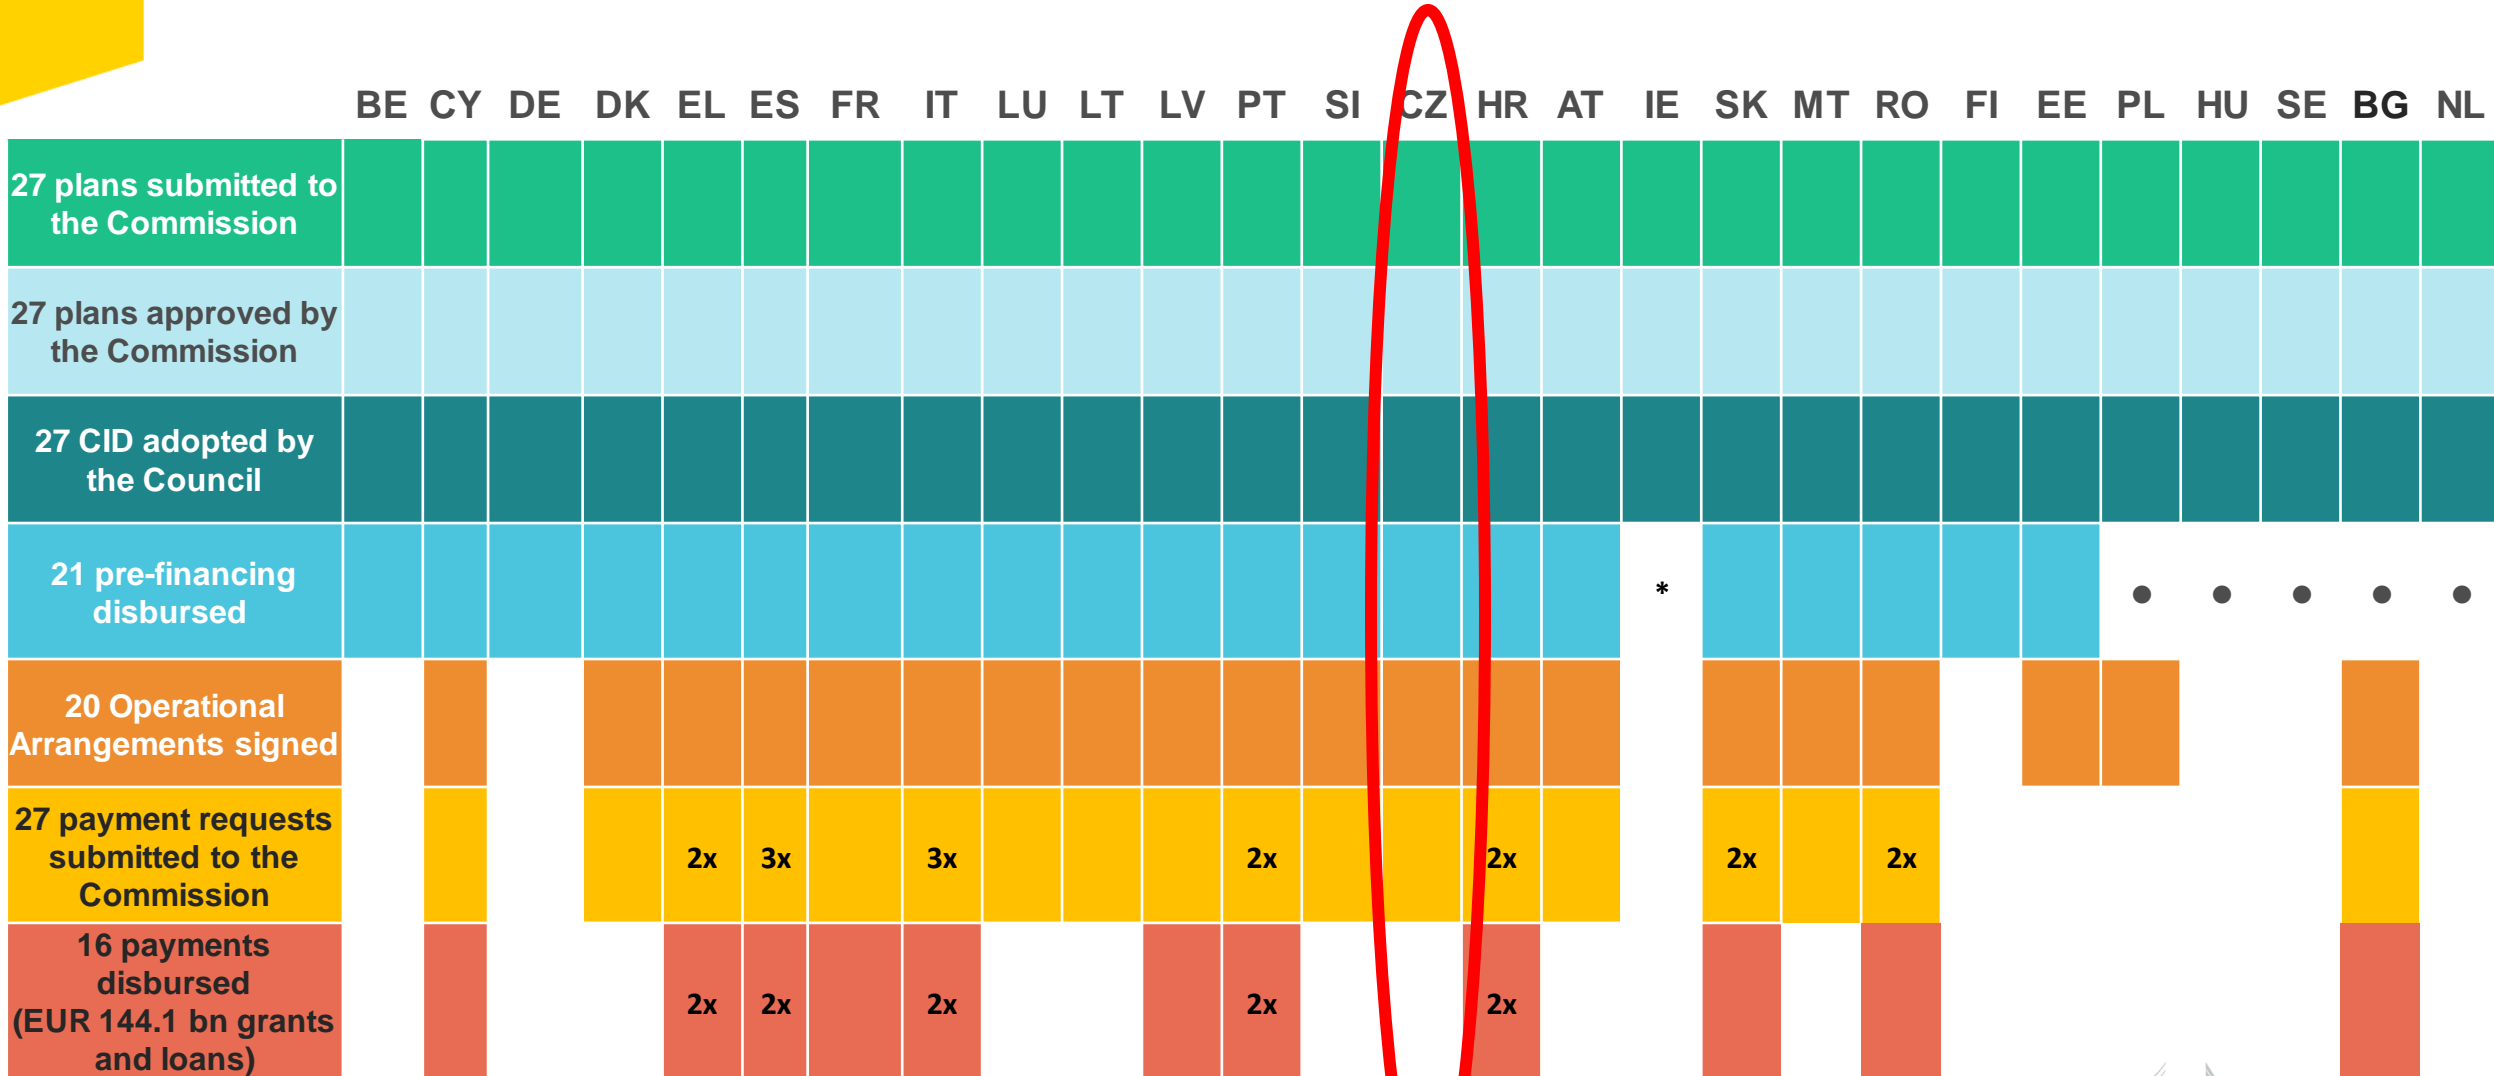 BE CY DE DK EL ES FR IT LU LT LV PT SI CZ HR AT IE SK MT RO FI EE PL HU SE BG NL
27 plans submitted to
the Commission
27 plans approved by
the Commission
27 CID adopted by
the Council
21 pre-financing
disbursed
* • • • • •
20 Operational
Arrangements signed
27 payment requests
submitted to the
Commission
2x 3x 3x 2x 2x 2x 2x
16 payments
disbursed
(EUR 144.1 bn grants
and loans)
2x 2x 2x 2x 2x